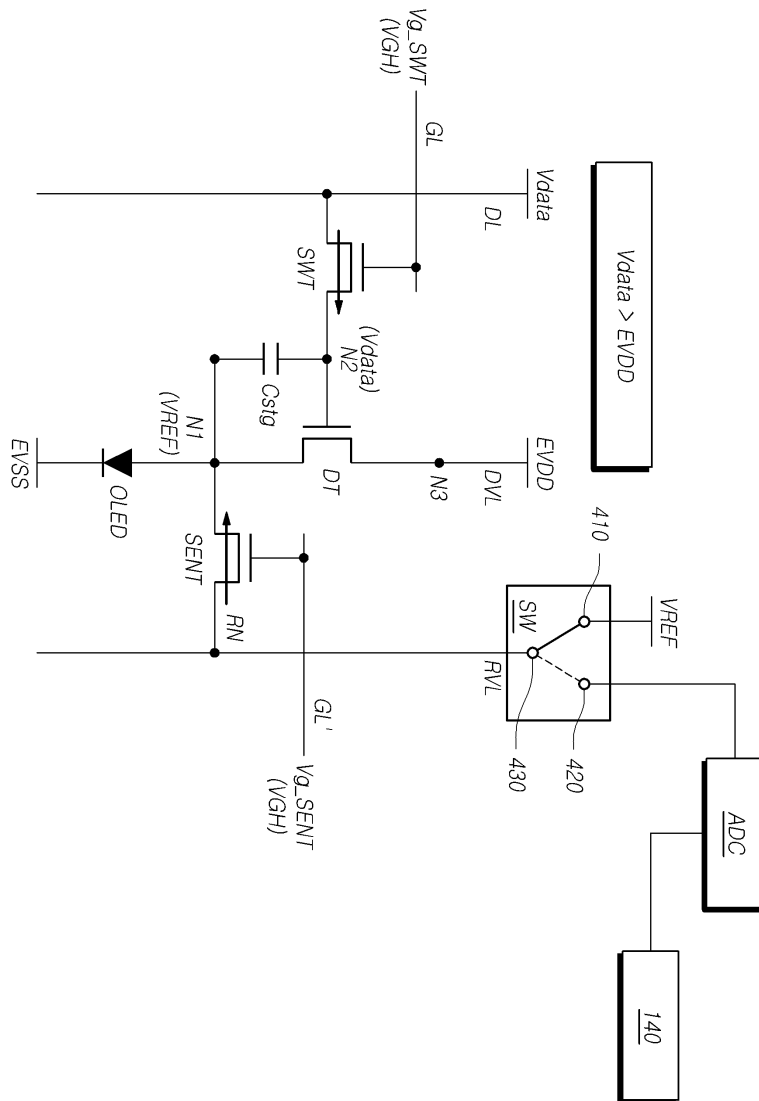 Vdata > EVDD
Vdata
EVDD
VREF
ADC
140
DL
DVL
N3
410
SW
420
430
RVL
Vg_SWT
(VGH)
GL
SWT
(Vdata)
N2
Cstg
DT
N1
(VREF)
OLED
EVSS
SENT
RN
GL'
Vg_SENT
(VGH)